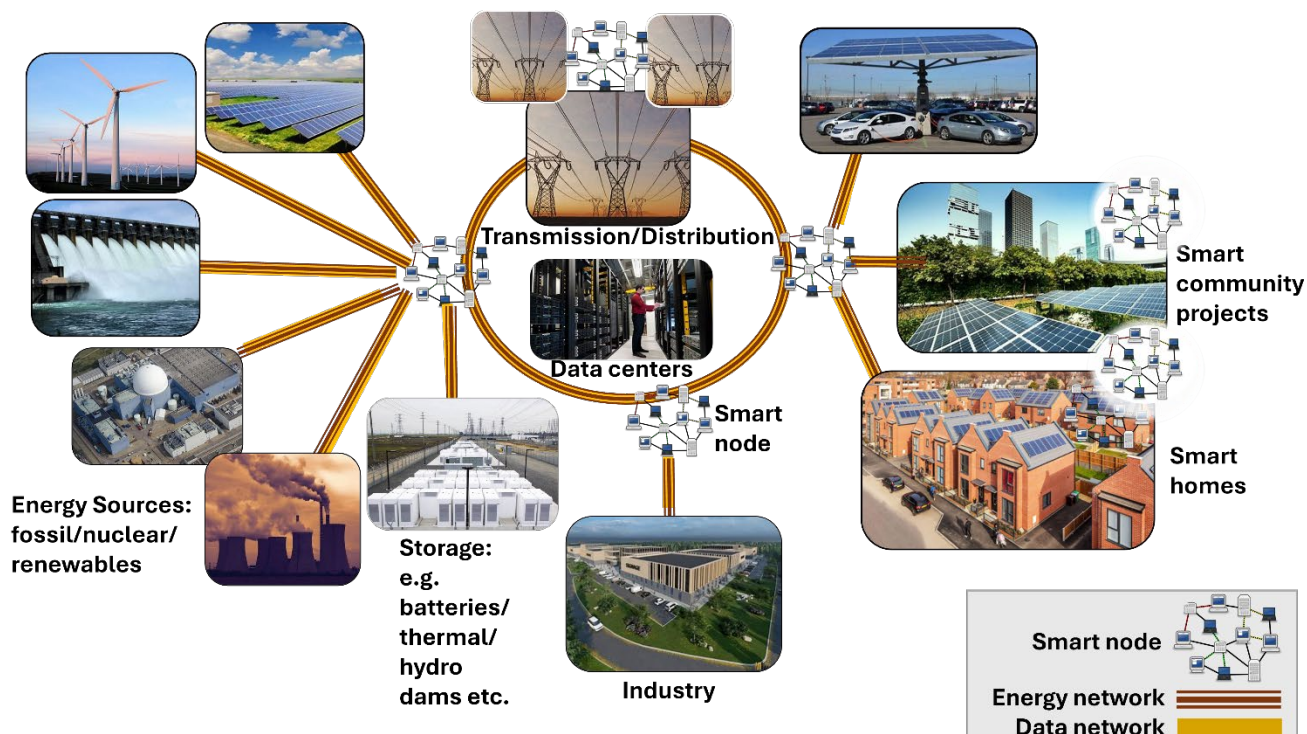 Transmission/Distribution
Data centers
Smart
node
Smart
community
projects
Smart
homes
Energy Sources:
fossil/nuclear/
renewables
Storage:
e.g.
batteries/
thermal/
hydro
dams etc.
Industry
Smart node
Energy network
Data network